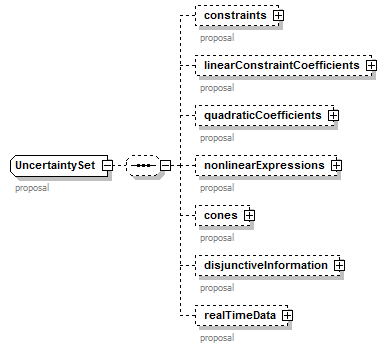 constraints
proposal
linearConstraintCoefficients
proposal
quadraticCoefficients
proposal
UncertaintySet
proposal
nonlinearExpressions
proposal
cones
proposal
disjunctiveInformation
proposal
realTimeData
proposal